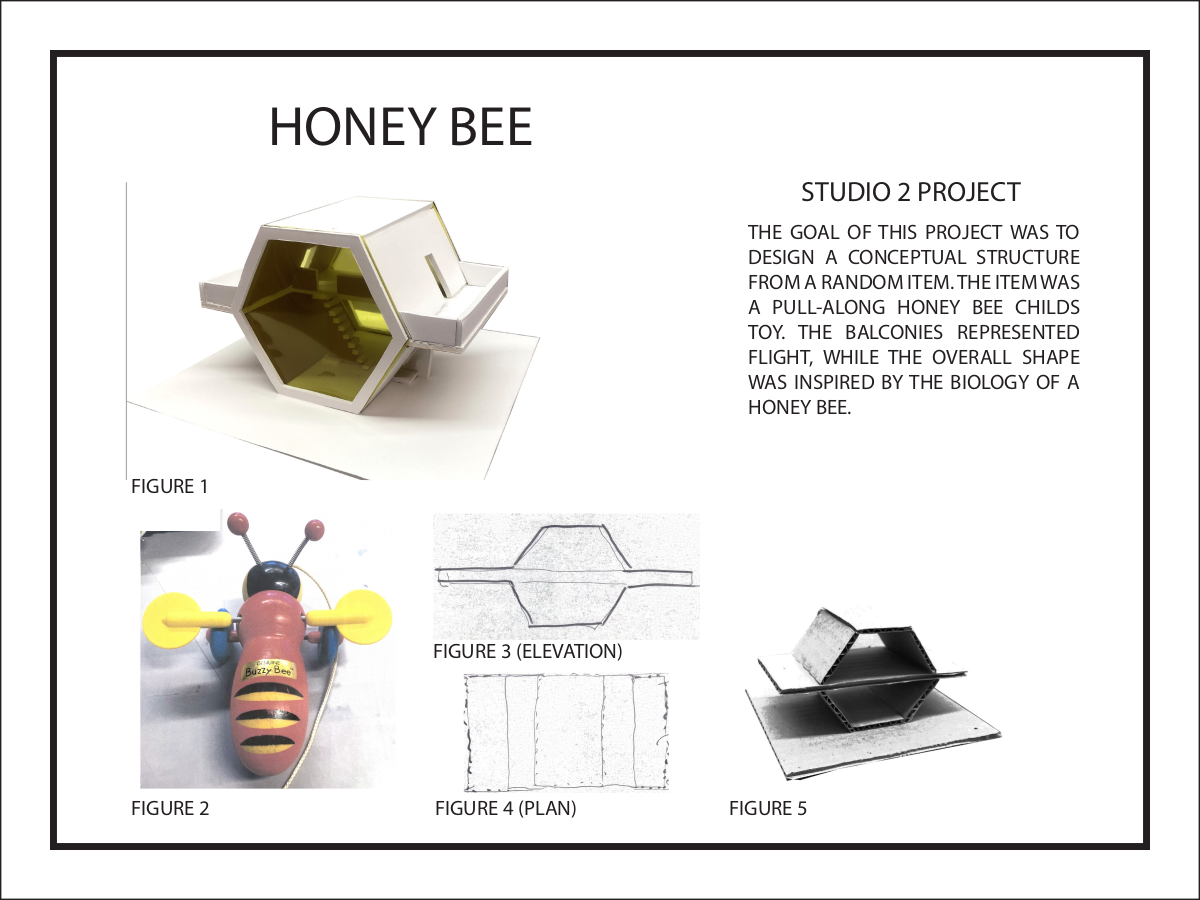 HONEY BEE
STUDIO 2 PROJECT
THE GOAL OF THIS PROJECT WAS TO
DESIGN A CONCEPTUAL STRUCTURE
FROM A RANDOM ITEM. THE ITEM WAS
A PULL-ALONG HONEY BEE CHILDS
TOY. THE BALCONIES REPRESENTED
FLIGHT, WHILE THE OVERALL SHAPE
WAS INSPIRED BY THE BIOLOGY OF A
HONEY BEE.
FIGURE 1
GENUINE
Buzzy Bee
FIGURE 2
FIGURE 3 (ELEVATION)
FIGURE 4 (PLAN)
FIGURE 5